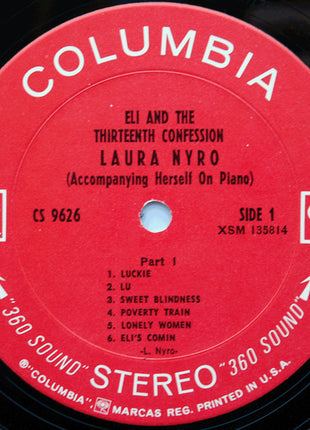 COLUMBIA
ELI AND THE
THIRTEENTH CONFESSION
LAURA NYRO
(Accompanying Herself On Piano)
CS 9626
SIDE 1
XSM 135814
Part 1
1. LUCKIE
2. LU
3. SWEET BLINDNESS
4. POVERTY TRAIN
5. LONELY WOMEN
6. ELI'S COMIN
-L. Nyro-
"360 SOUND" STEREO "360 SOUND"
®"COLUMBIA", MARCAS REG. PRINTED IN U.S.A.